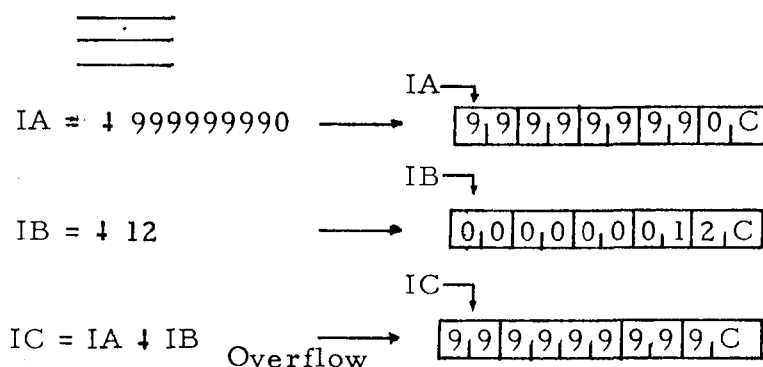 IA
IA = + 999999990 9 9 9 9 9 9 9 9 0 C
IB
IB = + 12 0 0 0 0 0 0 0 1 2 C
IC
IC = IA + IB 9 9 9 9 9 9 9 9 9 C
Overflow